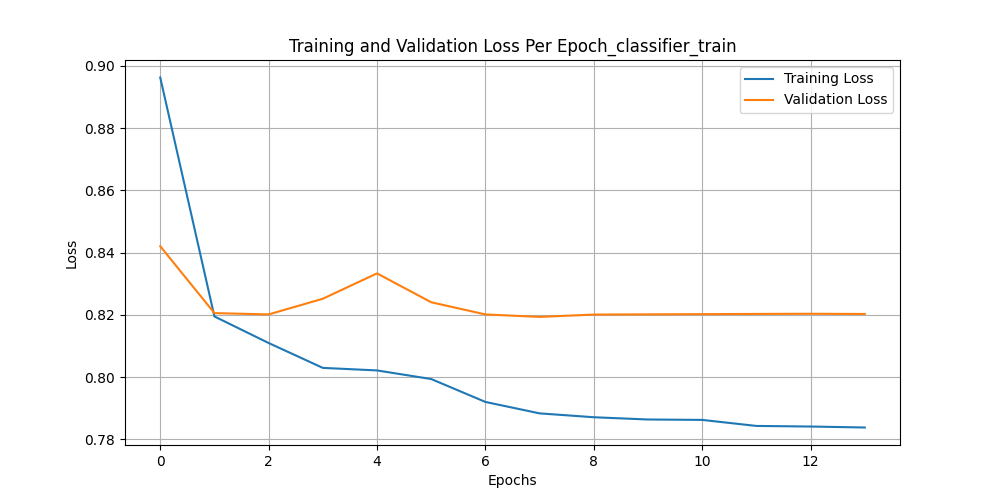 Training and Validation Loss Per Epoch_classifier_train
Training Loss
Validation Loss
0.90
0.88
0.86
0.84
0.82
0.80
0.78
Loss
0 2 4 6 8 10 12
Epochs